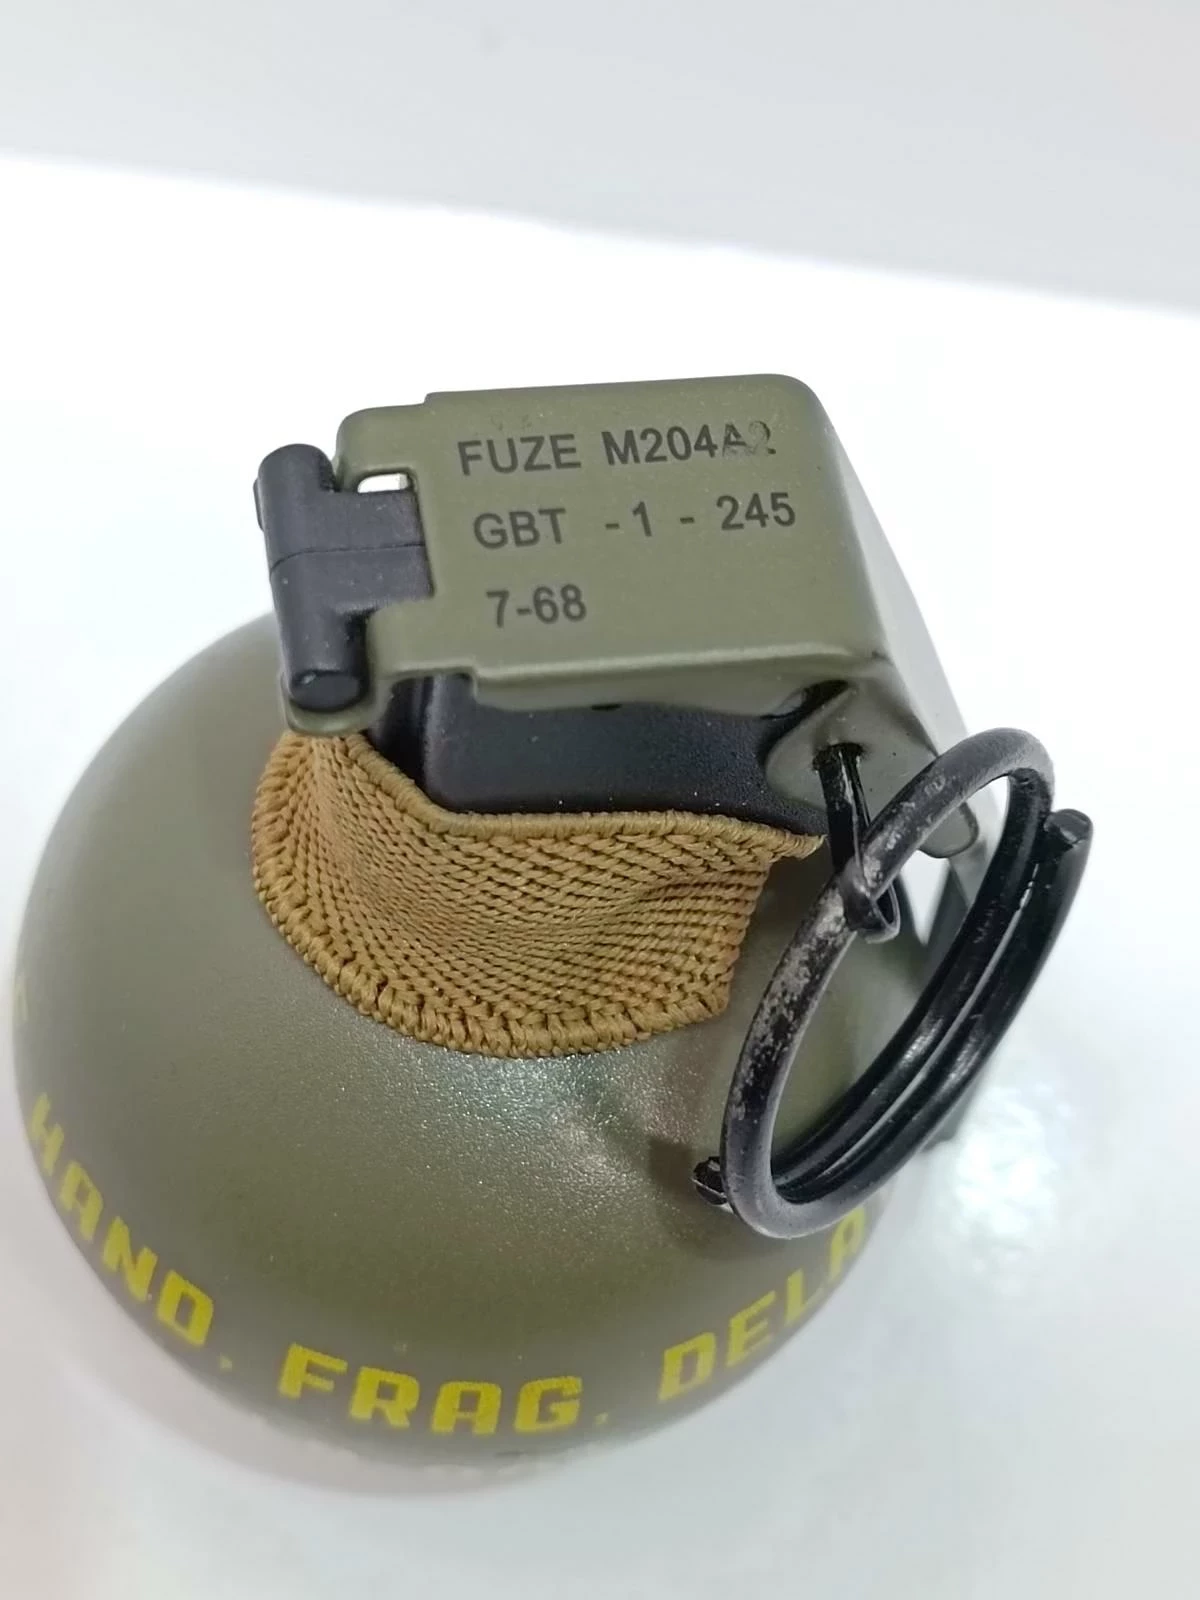 FUZE M204A2
GBT - 1 - 245
7-68
HAND, FRAG, DELA